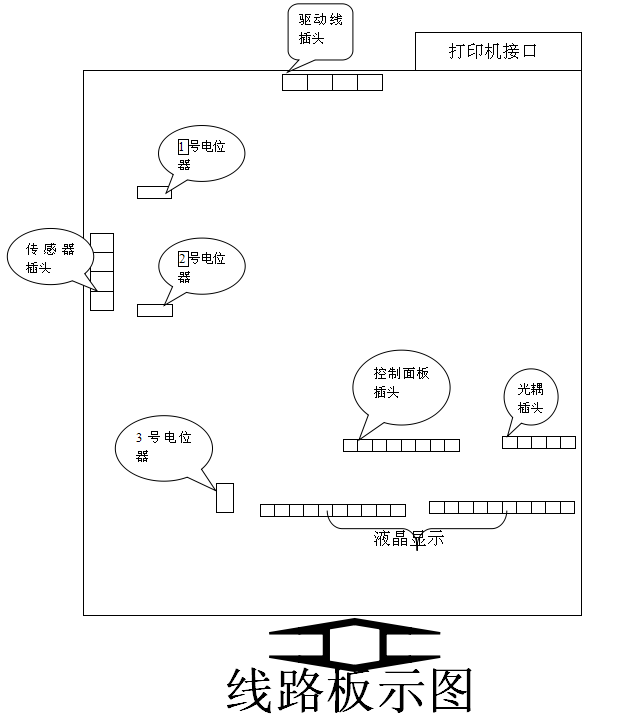 驱动线
插头
打印机接口
1号电位
器
传感器
插头
2号电位
器
控制面板
插头
光耦
插头
3号电位
器
液晶显示
线路板示图